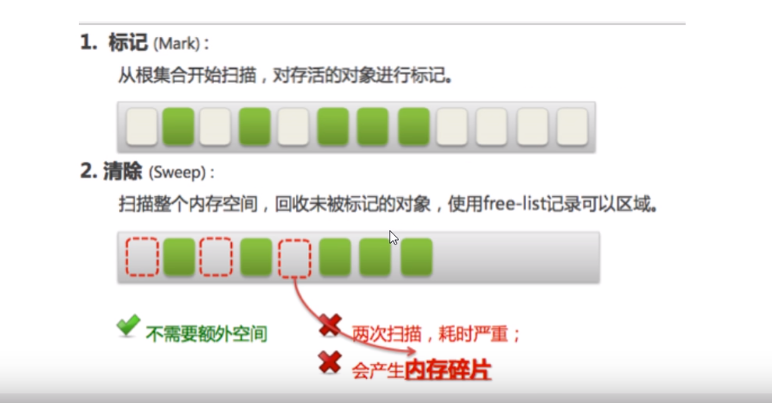 1. 标记 (Mark) :
从根集合开始扫描，对存活的对象进行标记。
2. 清除 (Sweep) :
扫描整个内存空间，回收未被标记的对象，使用free-list记录可以区域。
不需要额外空间
两次扫描，耗时严重；
会产生内存碎片